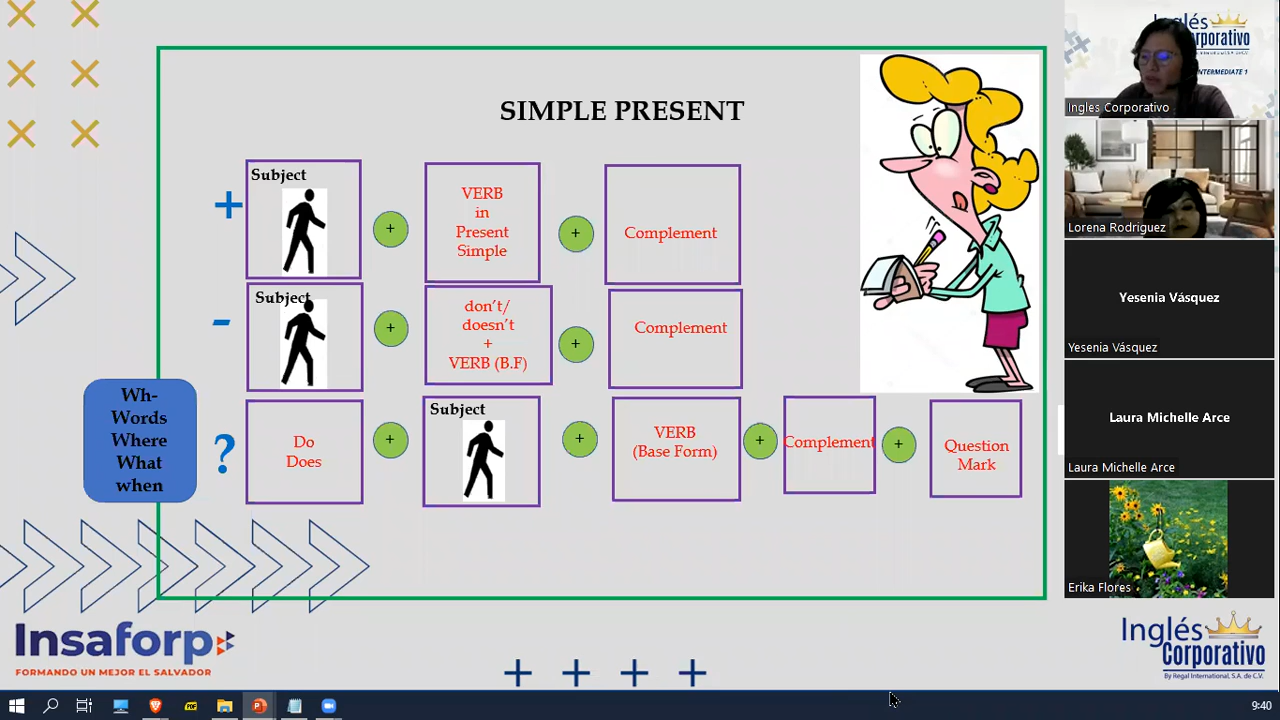 SIMPLE PRESENT
+
Subject
+
VERB
in
Present
Simple
+
Complement
-
Subject
+
don't/
doesn't
+
VERB (B.F)
+
Complement
Wh-
Words
Where
What
when
?
Do
Does
+
Subject
+
VERB
(Base Form)
+
Complement
+
Question
Mark
Insaforp
FORMANDO UN MEJOR EL SALVADOR
Inglés
Corporativo
By Regal International, S.A. de C.V.
Inglés
orporativo
INTERMEDIATE 1
Ingles Corporativo
Lorena Rodriguez
Yesenia Vásquez
Yesenia Vásquez
Laura Michelle Arce
Laura Michelle Arce
Erika Flores
9:40